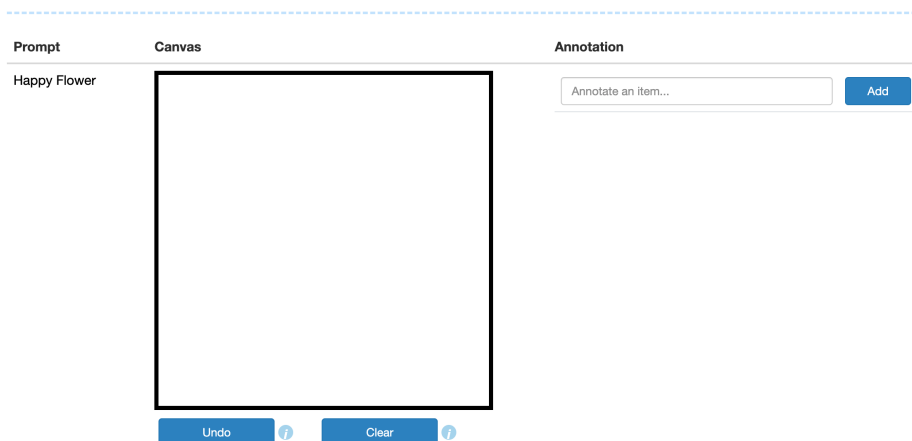 Prompt Canvas Annotation
Happy Flower
Annotate an item... Add
Undo i Clear i